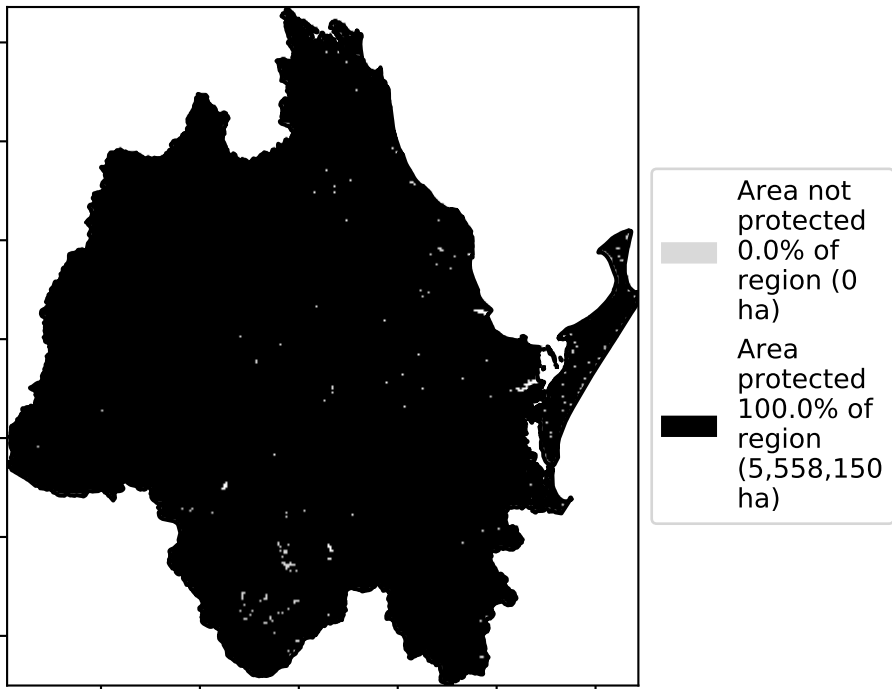 Area not
protected
0.0% of
region (0
ha)
Area
protected
100.0% of
region
(5,558,150
ha)